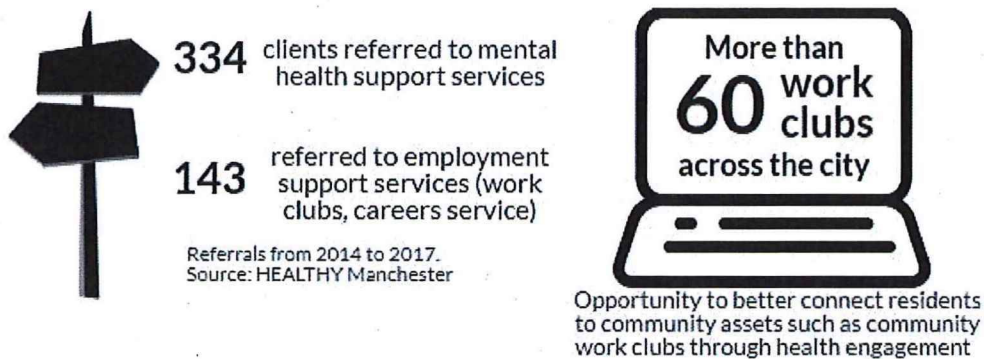 334 clients referred to mental
health support services
143 referred to employment
support services (work
clubs, careers service)
Referrals from 2014 to 2017.
Source: HEALTHY Manchester
More than
60 work
clubs
across the city
Opportunity to better connect residents
to community assets such as community
work clubs through health engagement